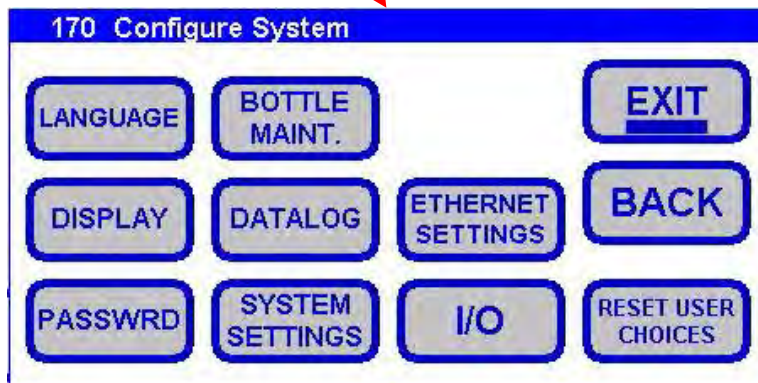 170 Configure System
LANGUAGE
BOTTLE
MAINT.
EXIT
DISPLAY
DATALOG
ETHERNET
SETTINGS
BACK
PASSWRD
SYSTEM
SETTINGS
I/O
RESET USER
CHOICES